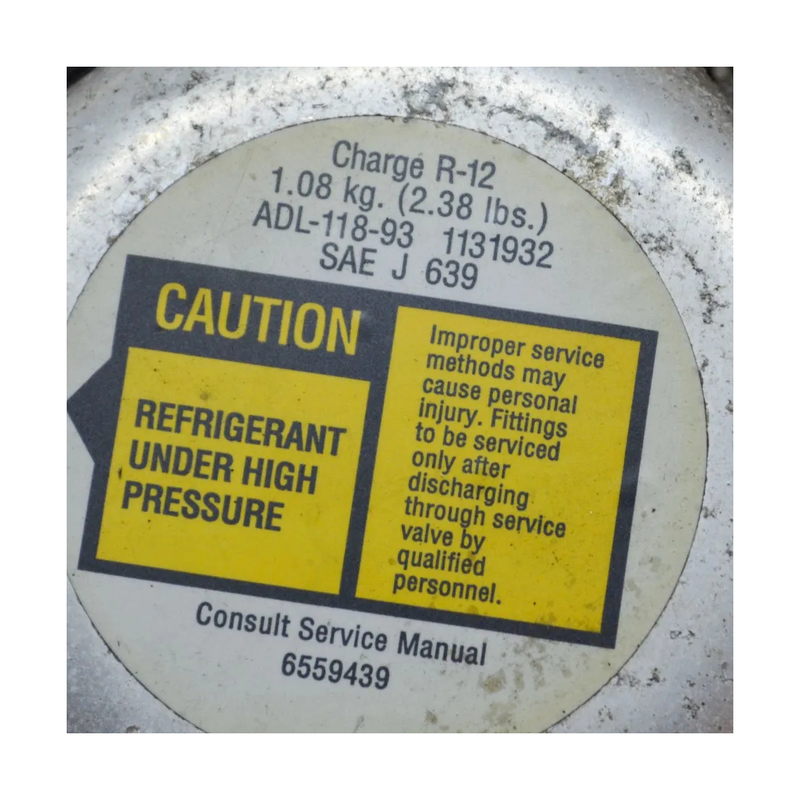 Charge R-12
1.08 kg. (2.38 lbs.)
ADL-118-93 1131932
SAE J 639
CAUTION
REFRIGERANT
UNDER HIGH
PRESSURE
Improper service
methods may
cause personal
injury. Fittings
to be serviced
only after
discharging
through service
valve by
qualified
personnel.
Consult Service Manual
6559439